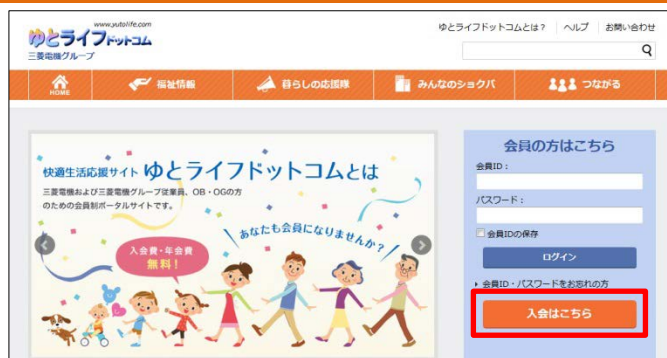 www.yutolife.com
ゆとライフドットコム
三菱電機グループ
ゆとライフドットコムとは?
ヘルプ
お問い合わせ
HOME
福祉情報
暮らしの応援隊
みんなのショクバ
つながる
快適生活応援サイト ゆとライフドットコムとは
三菱電機および三菱電機グループ従業員、OB・OGの方
のための会員制ポータルサイトです。
あなたも会員になりませんか?
入会費・年会費
無料!
会員の方はこちら
会員ID:
パスワード:
会員IDの保存
ログイン
会員ID・パスワードをお忘れの方
入会はこちら